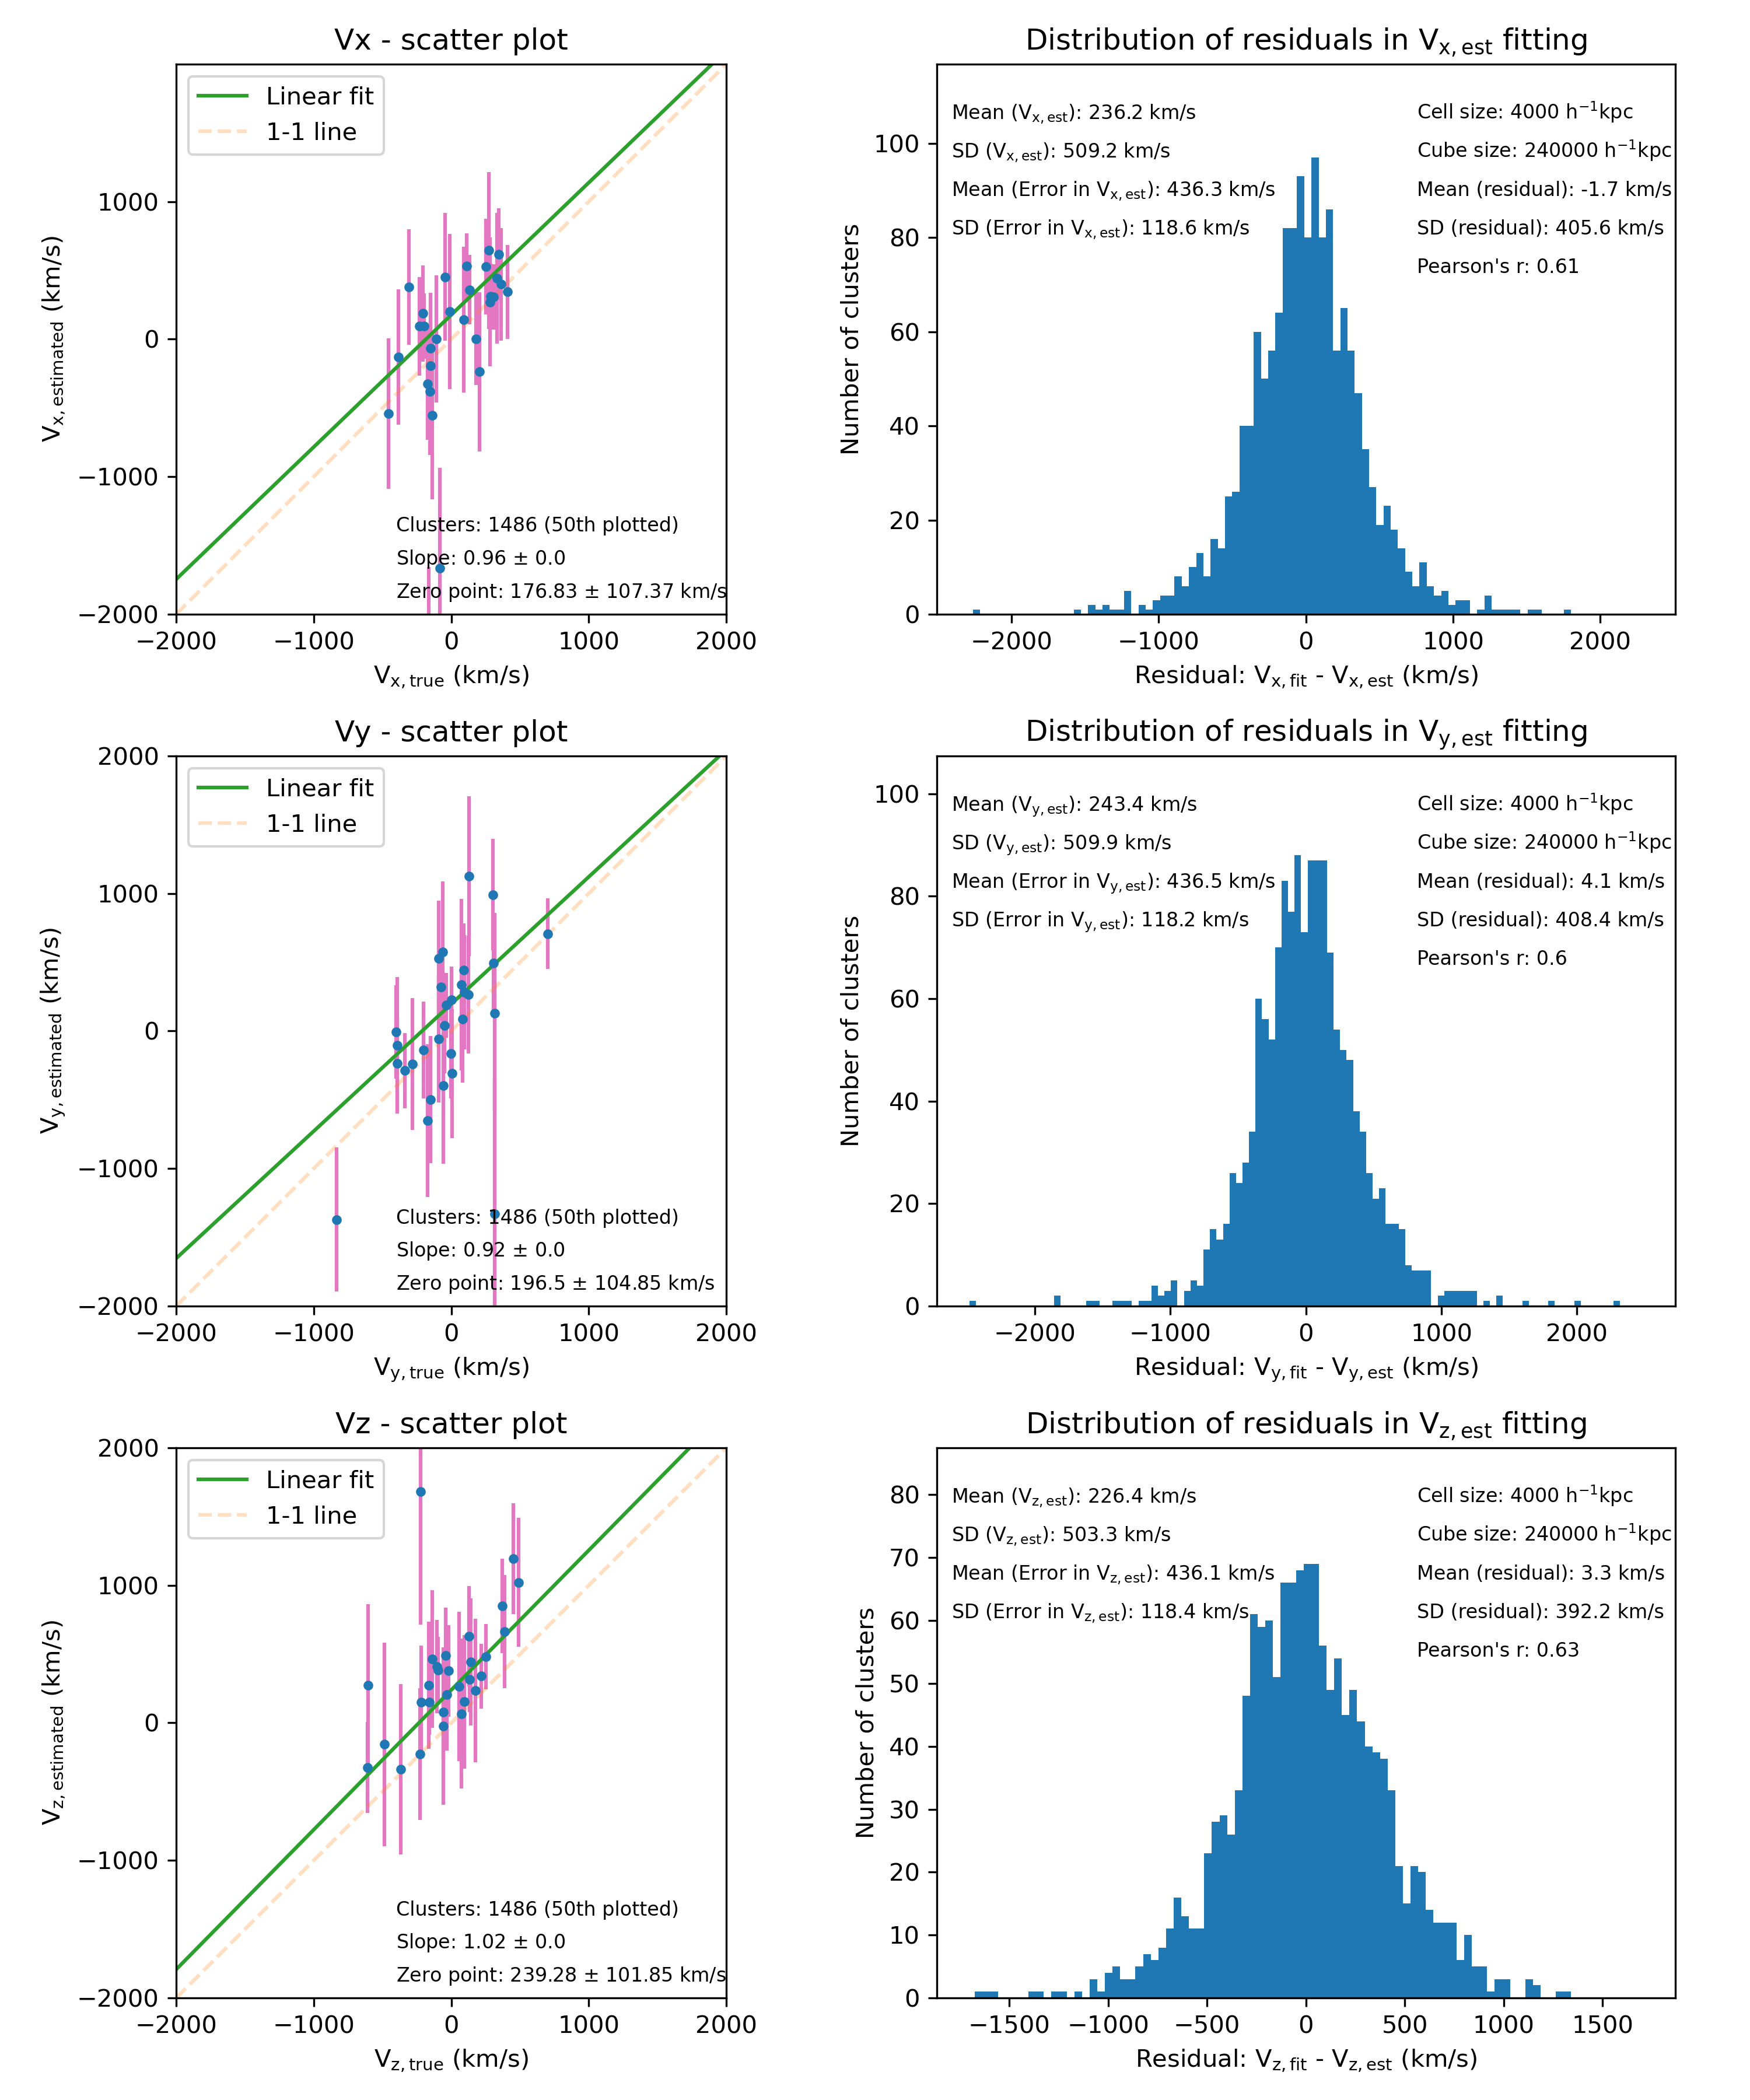 Vx - scatter plot
Linear fit
1-1 line
1000
0
−1000
−2000
V_x, estimated (km/s)
Clusters: 1486 (50th plotted)
Slope: 0.96 ± 0.0
Zero point: 176.83 ± 107.37 km/s
−2000 −1000 0 1000 2000
V_x, true (km/s)
Distribution of residuals in V_x, est fitting
Mean (V_x, est): 236.2 km/s
SD (V_x, est): 509.2 km/s
Mean (Error in V_x, est): 436.3 km/s
SD (Error in V_x, est): 118.6 km/s
Cell size: 4000 h⁻¹kpc
Cube size: 240000 h⁻¹kpc
Mean (residual): -1.7 km/s
SD (residual): 405.6 km/s
Pearson's r: 0.61
100
80
60
40
20
0
Number of clusters
−2000 −1000 0 1000 2000
Residual: V_x, fit - V_x, est (km/s)
Vy - scatter plot
Linear fit
1-1 line
2000
1000
0
−1000
−2000
V_y, estimated (km/s)
Clusters: 1486 (50th plotted)
Slope: 0.92 ± 0.0
Zero point: 196.5 ± 104.85 km/s
−2000 −1000 0 1000 2000
V_y, true (km/s)
Distribution of residuals in V_y, est fitting
Mean (V_y, est): 243.4 km/s
SD (V_y, est): 509.9 km/s
Mean (Error in V_y, est): 436.5 km/s
SD (Error in V_y, est): 118.2 km/s
Cell size: 4000 h⁻¹kpc
Cube size: 240000 h⁻¹kpc
Mean (residual): 4.1 km/s
SD (residual): 408.4 km/s
Pearson's r: 0.6
100
80
60
40
20
0
Number of clusters
−2000 −1000 0 1000 2000
Residual: V_y, fit - V_y, est (km/s)
Vz - scatter plot
Linear fit
1-1 line
2000
1000
0
−1000
−2000
V_z, estimated (km/s)
Clusters: 1486 (50th plotted)
Slope: 1.02 ± 0.0
Zero point: 239.28 ± 101.85 km/s
−2000 −1000 0 1000 2000
V_z, true (km/s)
Distribution of residuals in V_z, est fitting
Mean (V_z, est): 226.4 km/s
SD (V_z, est): 503.3 km/s
Mean (Error in V_z, est): 436.1 km/s
SD (Error in V_z, est): 118.4 km/s
Cell size: 4000 h⁻¹kpc
Cube size: 240000 h⁻¹kpc
Mean (residual): 3.3 km/s
SD (residual): 392.2 km/s
Pearson's r: 0.63
80
70
60
50
40
30
20
10
0
Number of clusters
−1500 −1000 −500 0 500 1000 1500
Residual: V_z, fit - V_z, est (km/s)